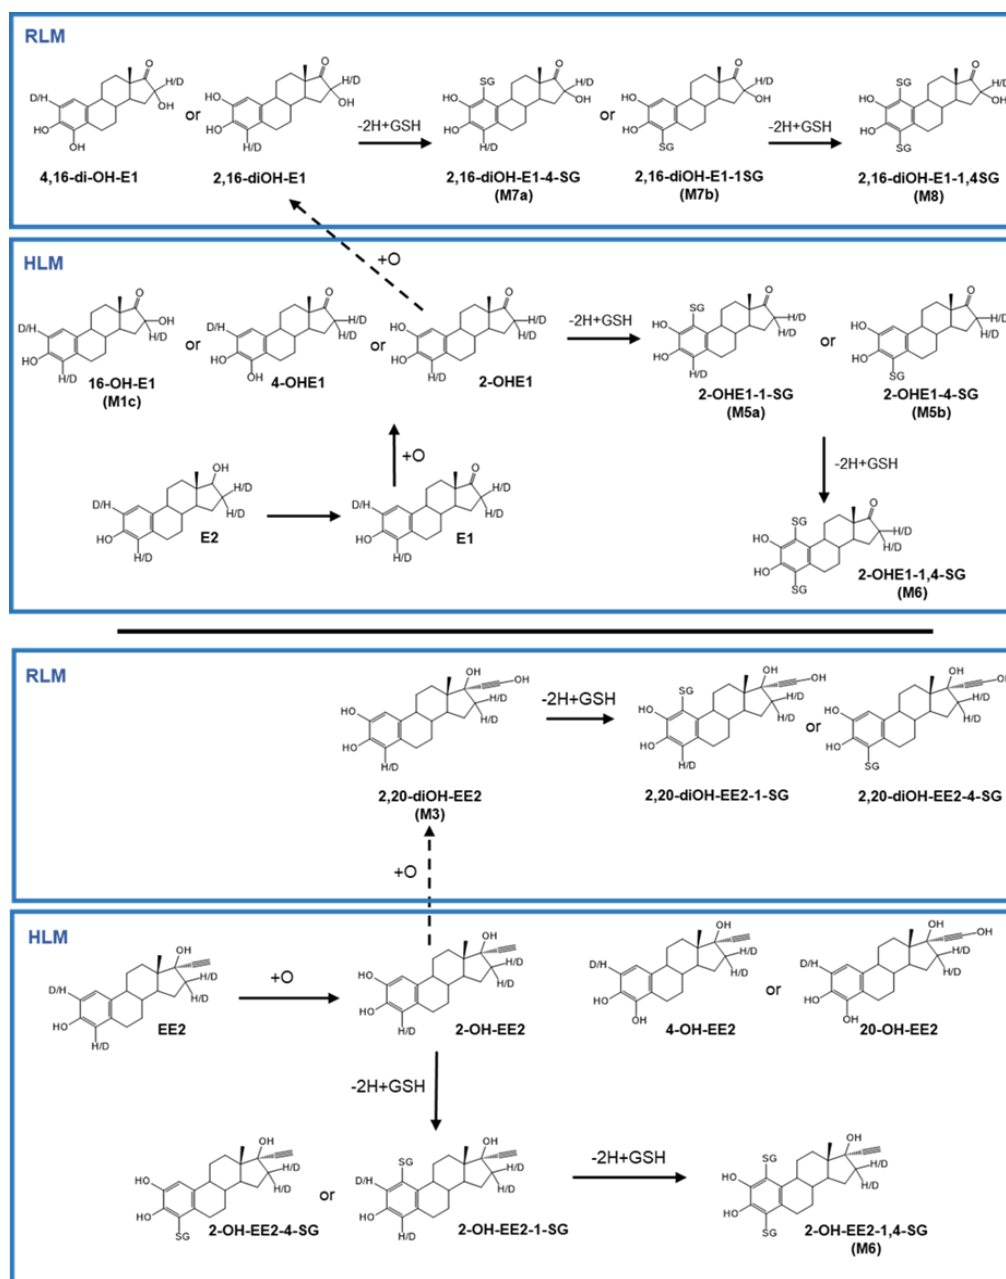 RLM
SG
SG
D/H
H/D
OH
HO
OH
O
or
HO
HO
H/D
H/D
OH
O
-2H+GSH
HO
HO
H/D
H/D
OH
O
or
HO
HO
SG
H/D
OH
O
-2H+GSH
HO
HO
SG
H/D
OH
O
4,16-di-OH-E1
2,16-diOH-E1
2,16-diOH-E1-4-SG
(M7a)
2,16-diOH-E1-1SG
(M7b)
2,16-diOH-E1-1,4SG
(M8)
+O
HLM
D/H
HO
H/D
O
OH
H/D
or
D/H
HO
OH
O
H/D
H/D
or
HO
HO
H/D
O
H/D
H/D
-2H+GSH
SG
HO
HO
H/D
O
H/D
H/D
or
HO
HO
SG
O
H/D
H/D
16-OH-E1
(M1c)
4-OHE1
2-OHE1
2-OHE1-1-SG
(M5a)
2-OHE1-4-SG
(M5b)
+O
-2H+GSH
D/H
HO
H/D
OH
H/D
H/D
E2
D/H
HO
H/D
O
H/D
H/D
E1
SG
HO
HO
SG
O
H/D
H/D
2-OHE1-1,4-SG
(M6)
RLM
HO
HO
H/D
OH
OH
H/D
H/D
-2H+GSH
SG
HO
HO
H/D
OH
OH
H/D
H/D
or
HO
HO
SG
OH
H/D
H/D
2,20-diOH-EE2
(M3)
2,20-diOH-EE2-1-SG
2,20-diOH-EE2-4-SG
+O
HLM
D/H
HO
H/D
OH
H/D
H/D
EE2
+O
HO
HO
H/D
OH
H/D
H/D
2-OH-EE2
D/H
HO
OH
OH
H/D
H/D
4-OH-EE2
or
D/H
HO
OH
OH
OH
H/D
H/D
20-OH-EE2
-2H+GSH
HO
HO
SG
OH
H/D
H/D
2-OH-EE2-4-SG
or
SG
D/H
HO
H/D
OH
H/D
H/D
2-OH-EE2-1-SG
-2H+GSH
SG
HO
HO
SG
OH
H/D
H/D
2-OH-EE2-1,4-SG
(M6)